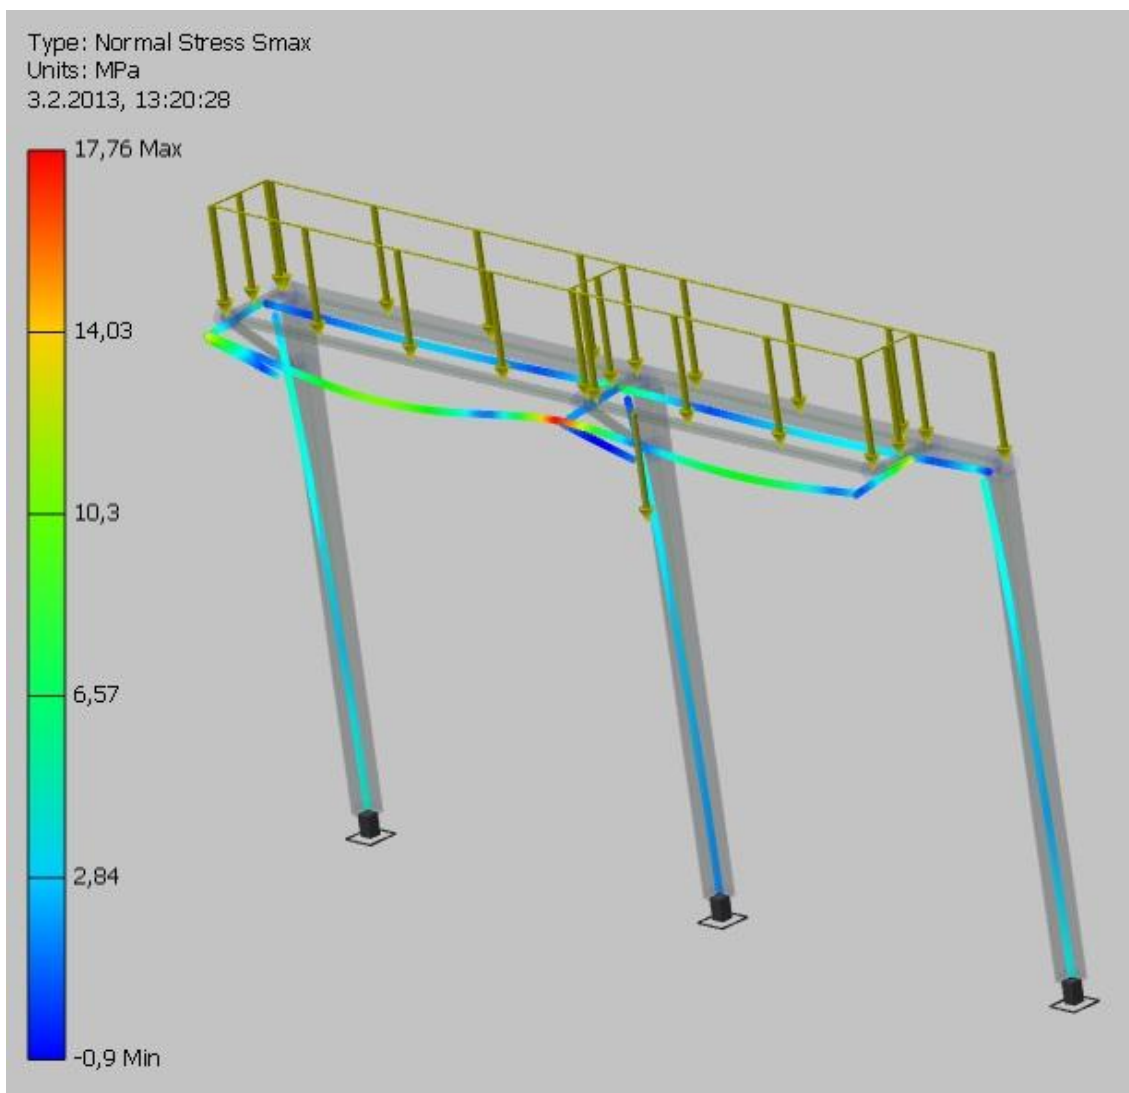 Type: Normal Stress Smax
Units: MPa
3.2.2013, 13:20:28
17,76 Max
14,03
10,3
6,57
2,84
-0,9 Min